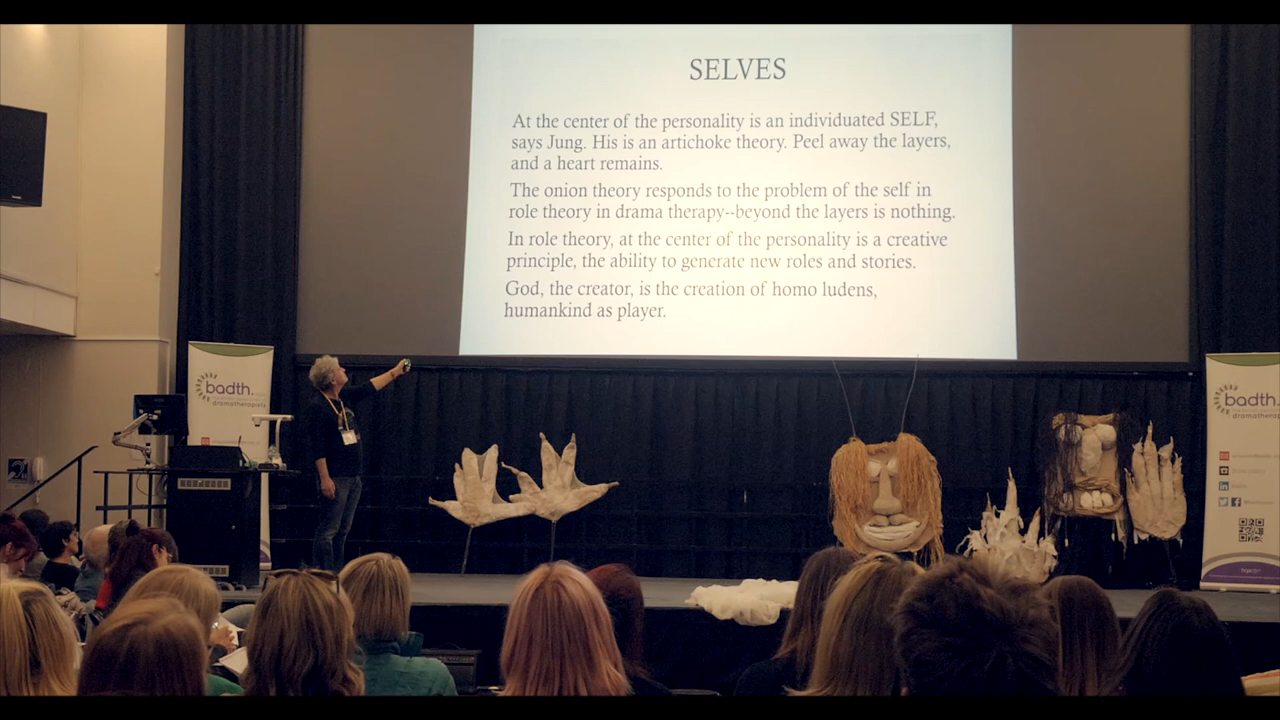 SELVES
At the center of the personality is an individuated SELF,
says Jung. His is an artichoke theory. Peel away the layers,
and a heart remains.
The onion theory responds to the problem of the self in
role theory in drama therapy--beyond the layers is nothing.
In role theory, at the center of the personality is a creative
principle, the ability to generate new roles and stories.
God, the creator, is the creation of homo ludens,
humankind as player.
badth.
dramatherapists
badth.
dramatherapi